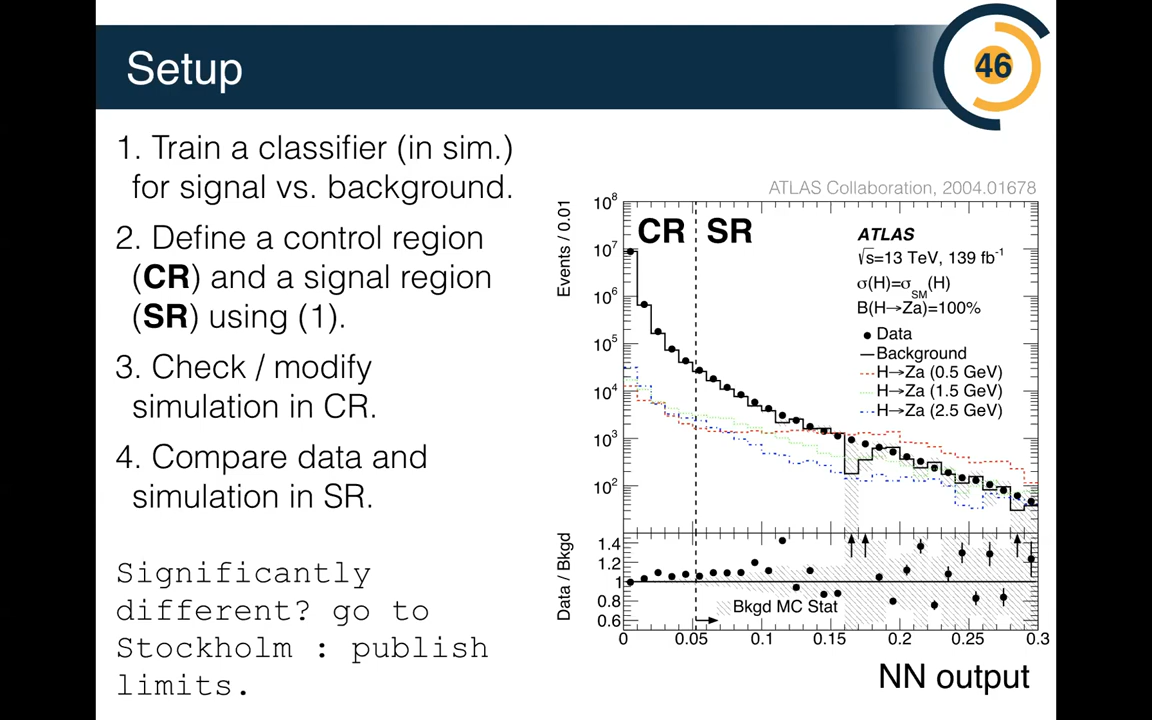 Setup
46
1. Train a classifier (in sim.)
for signal vs. background.
2. Define a control region
(CR) and a signal region
(SR) using (1).
3. Check / modify
simulation in CR.
4. Compare data and
simulation in SR.
Significantly
different? go to
Stockholm : publish
limits.
ATLAS Collaboration, 2004.01678
Events / 0.01
10⁸
10⁷
10⁶
10⁵
10⁴
10³
10²
CR SR
ATLAS
√s=13 TeV, 139 fb⁻¹
σ(H)=σSM(H)
B(H→Za)=100%
Data
Background
H→Za (0.5 GeV)
H→Za (1.5 GeV)
H→Za (2.5 GeV)
Data / Bkgd
1.4
1.2
1
0.8
0.6
Bkgd MC Stat
0 0.05 0.1 0.15 0.2 0.25 0.3
NN output